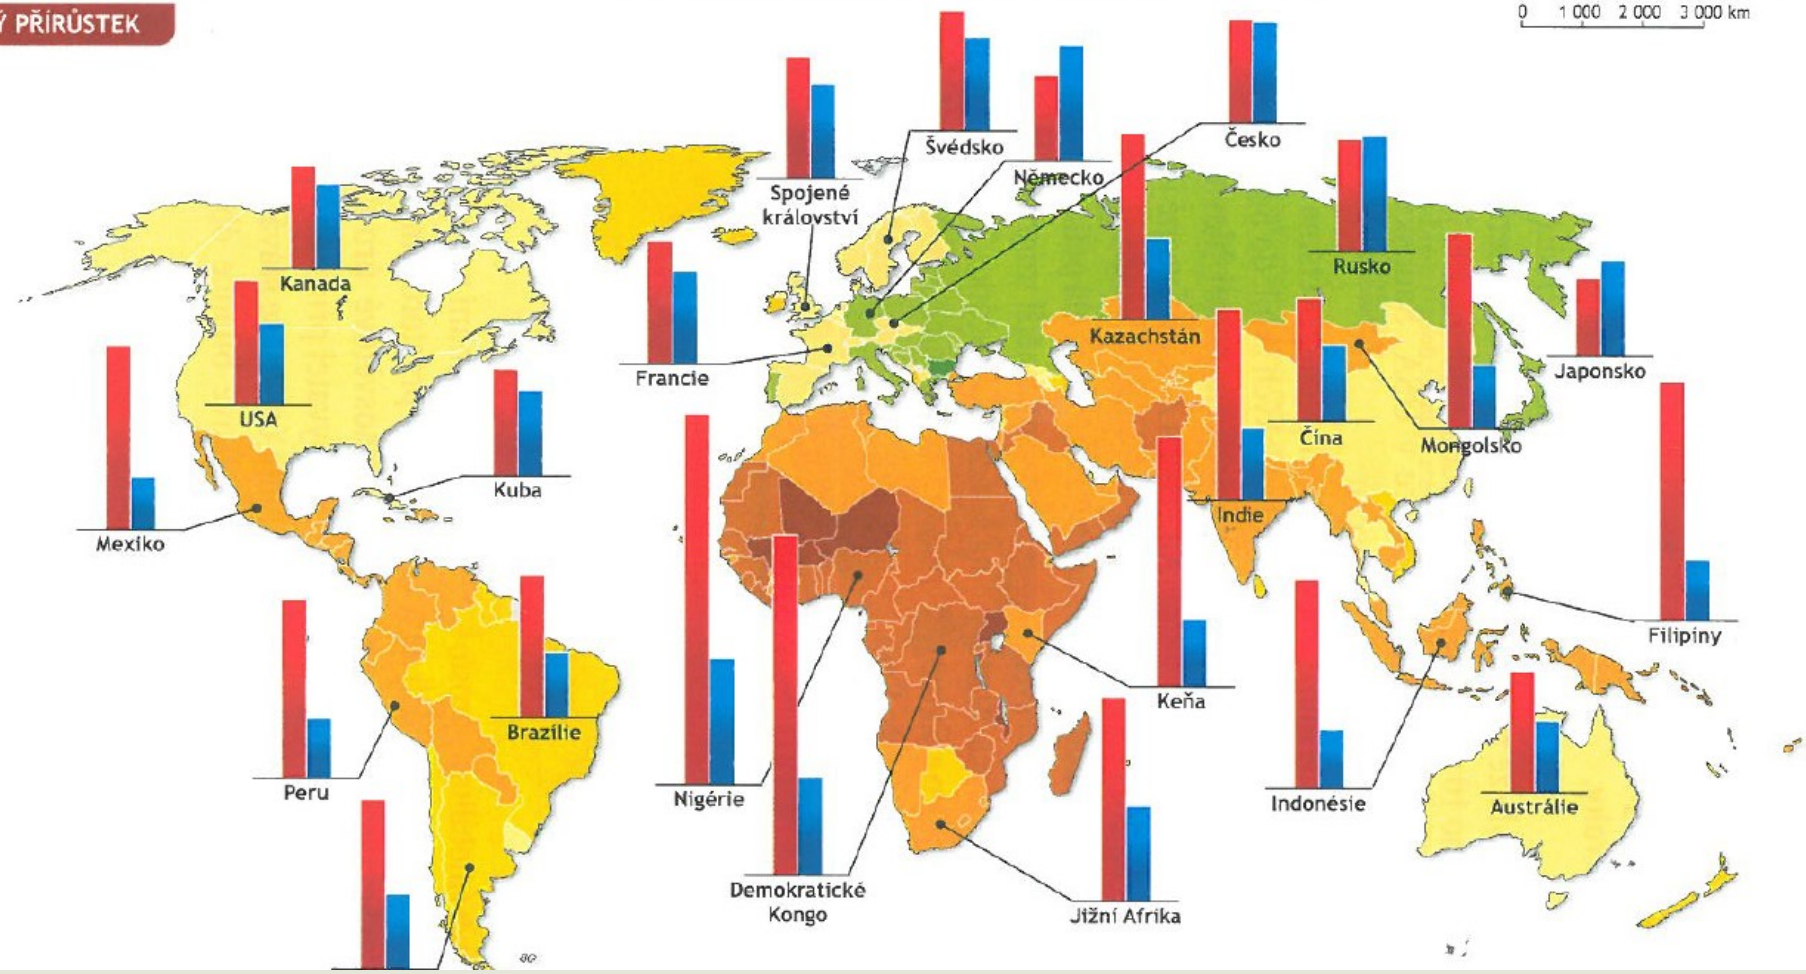 Ý PŘÍRŮSTEK
0 1 000 2 000 3 000 km
Švédsko
Česko
Německo
Spojené
království
Kanada
Rusko
Kazachstán
Francie
Japonsko
USA
Čína
Mongolsko
Kuba
Indie
Mexiko
Filipíny
Keňa
Brazílie
Peru
Nigérie
Indonésie
Austrálie
Demokratické
Kongo
Jižní Afrika